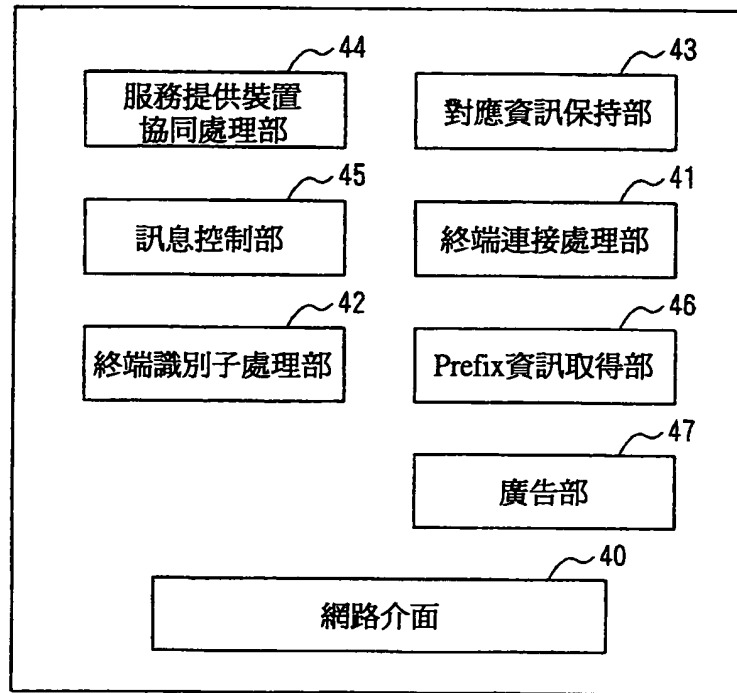 44
服務提供裝置
協同處理部
43
對應資訊保持部
45
訊息控制部
41
終端連接處理部
42
終端識別子處理部
46
Prefix資訊取得部
47
廣告部
40
網路介面